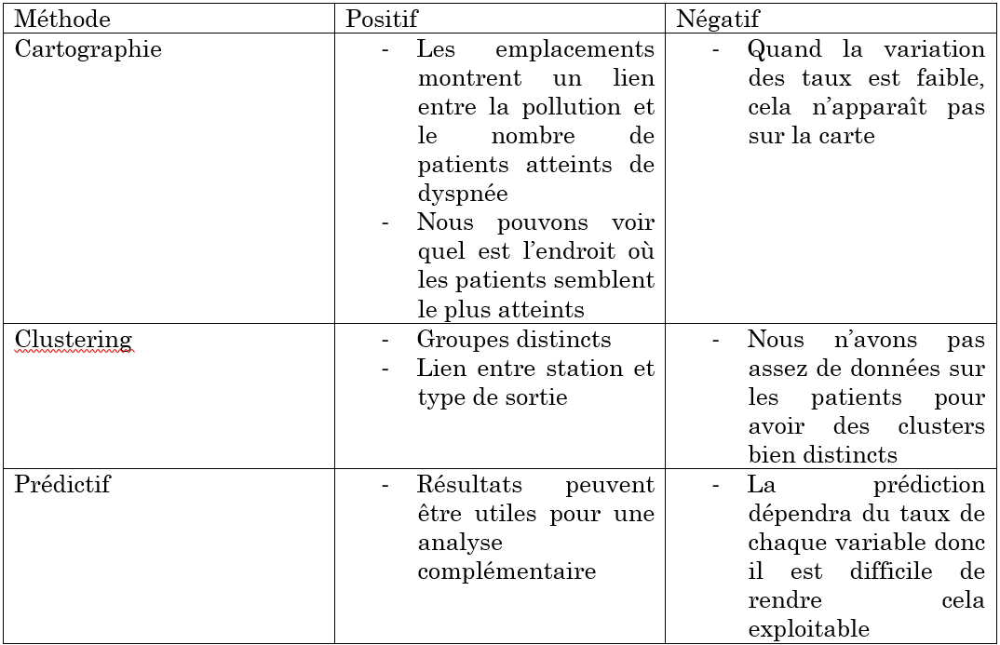 Méthode
Positif
Négatif
Cartographie
- Les emplacements
montrent un lien
entre la pollution et
le nombre de
patients atteints de
dyspnée
- Nous pouvons voir
quel est l’endroit où
les patients semblent
le plus atteints
- Quand la variation
des taux est faible,
cela n’apparaît pas
sur la carte
Clustering
- Groupes distincts
- Lien entre station et
type de sortie
- Nous n’avons pas
assez de données sur
les patients pour
avoir des clusters
bien distincts
Prédictif
- Résultats peuvent
être utiles pour une
analyse
complémentaire
- La prédiction
dépendra du taux de
chaque variable donc
il est difficile de
rendre cela
exploitable